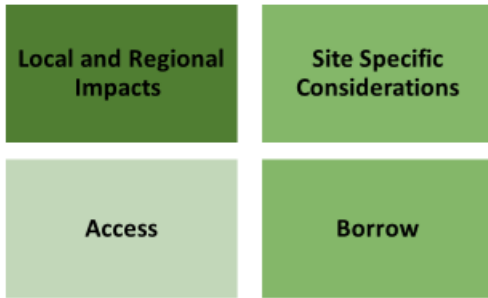 Local and Regional
Impacts
Site Specific
Considerations
Access
Borrow